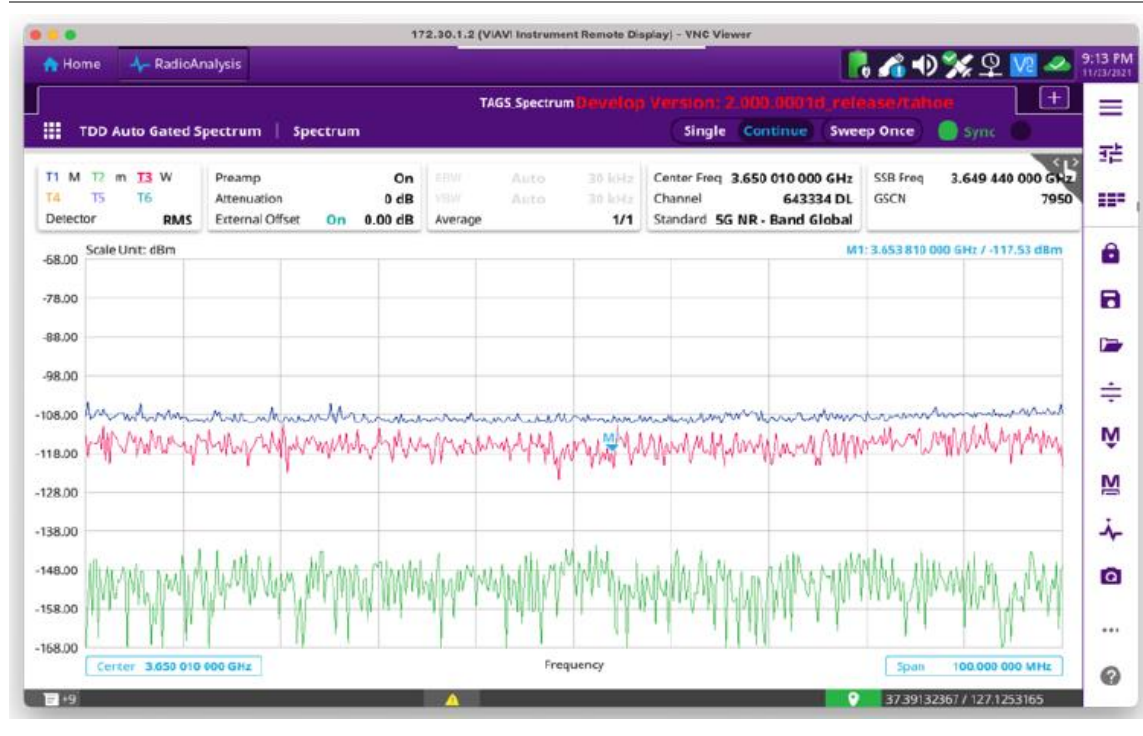 172.30.1.2 (VIAVI Instrument Remote Display) - VNC Viewer
Home RadioAnalysis
9:13 PM
11/23/2021
TAGS_Spectrum Develop Version: 2.000.0001d_release/tahoe
TDD Auto Gated Spectrum | Spectrum Single Continue Sweep Once Sync
T1 M T2 m T3 W
T4 T5 T6
Detector RMS
Preamp On
Attenuation 0 dB
External Offset On 0.00 dB
RBW Auto 30 kHz
VBW Auto 30 kHz
Average 1/1
Center Freq 3.650 010 000 GHz
Channel 643334 DL
Standard 5G NR - Band Global
SSB Freq 3.649 440 000 GHz
GSCN 7950
Scale Unit: dBm M1: 3.653 810 000 GHz / -117.53 dBm
-68.00
-78.00
-88.00
-98.00
-108.00
-118.00
-128.00
-138.00
-148.00
-158.00
-168.00
Center 3.650 010 000 GHz Frequency Span 100.000 000 MHz
+9 37.39132367 / 127.1253165